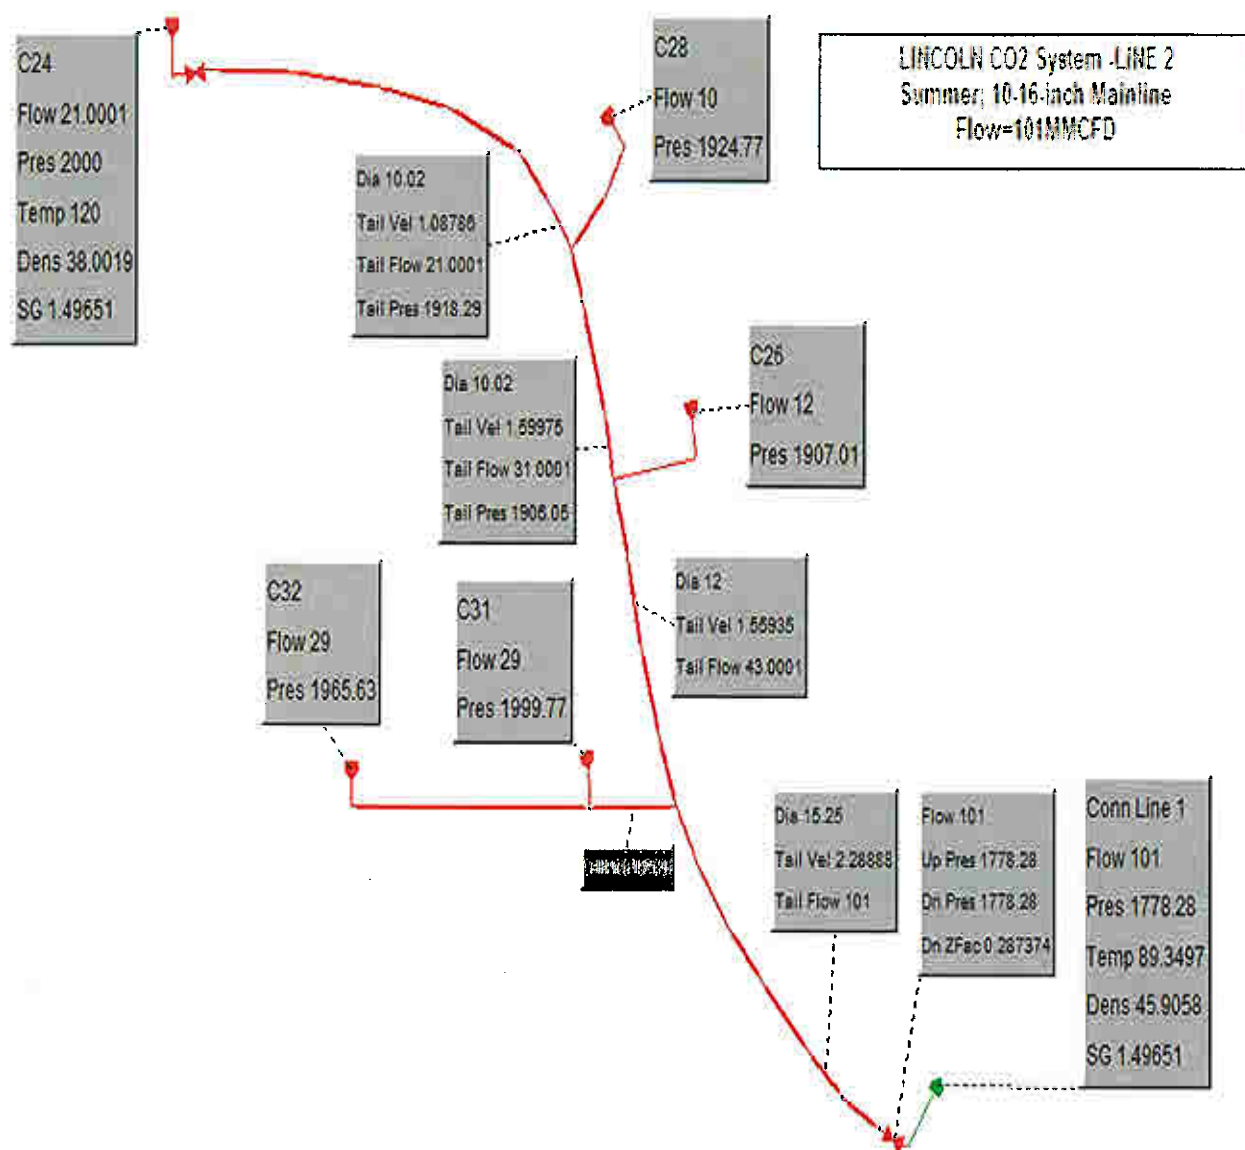 LINCOLN CO2 System -LINE 2
Summer; 10-16-inch Mainline
Flow=101MMCFD
C24
Flow 21.0001
Pres 2000
Temp 120
Dens 38.0019
SG 1.49651
C28
Flow 10
Pres 1924.77
Dia 10.02
Tail Vel 1.08786
Tail Flow 21.0001
Tail Pres 1918.29
Dia 10.02
Tail Vel 1.59975
Tail Flow 31.0001
Tail Pres 1906.05
C26
Flow 12
Pres 1907.01
Dia 12
Tail Vel 1.55935
Tail Flow 43.0001
C32
Flow 29
Pres 1965.63
C31
Flow 29
Pres 1999.77
Dia 15.25
Tail Vel 2.28888
Tail Flow 101
Flow 101
Up Pres 1778.28
Dn Pres 1778.28
Dn ZFac 0.287374
Conn Line 1
Flow 101
Pres 1778.28
Temp 89.3497
Dens 45.9058
SG 1.49651